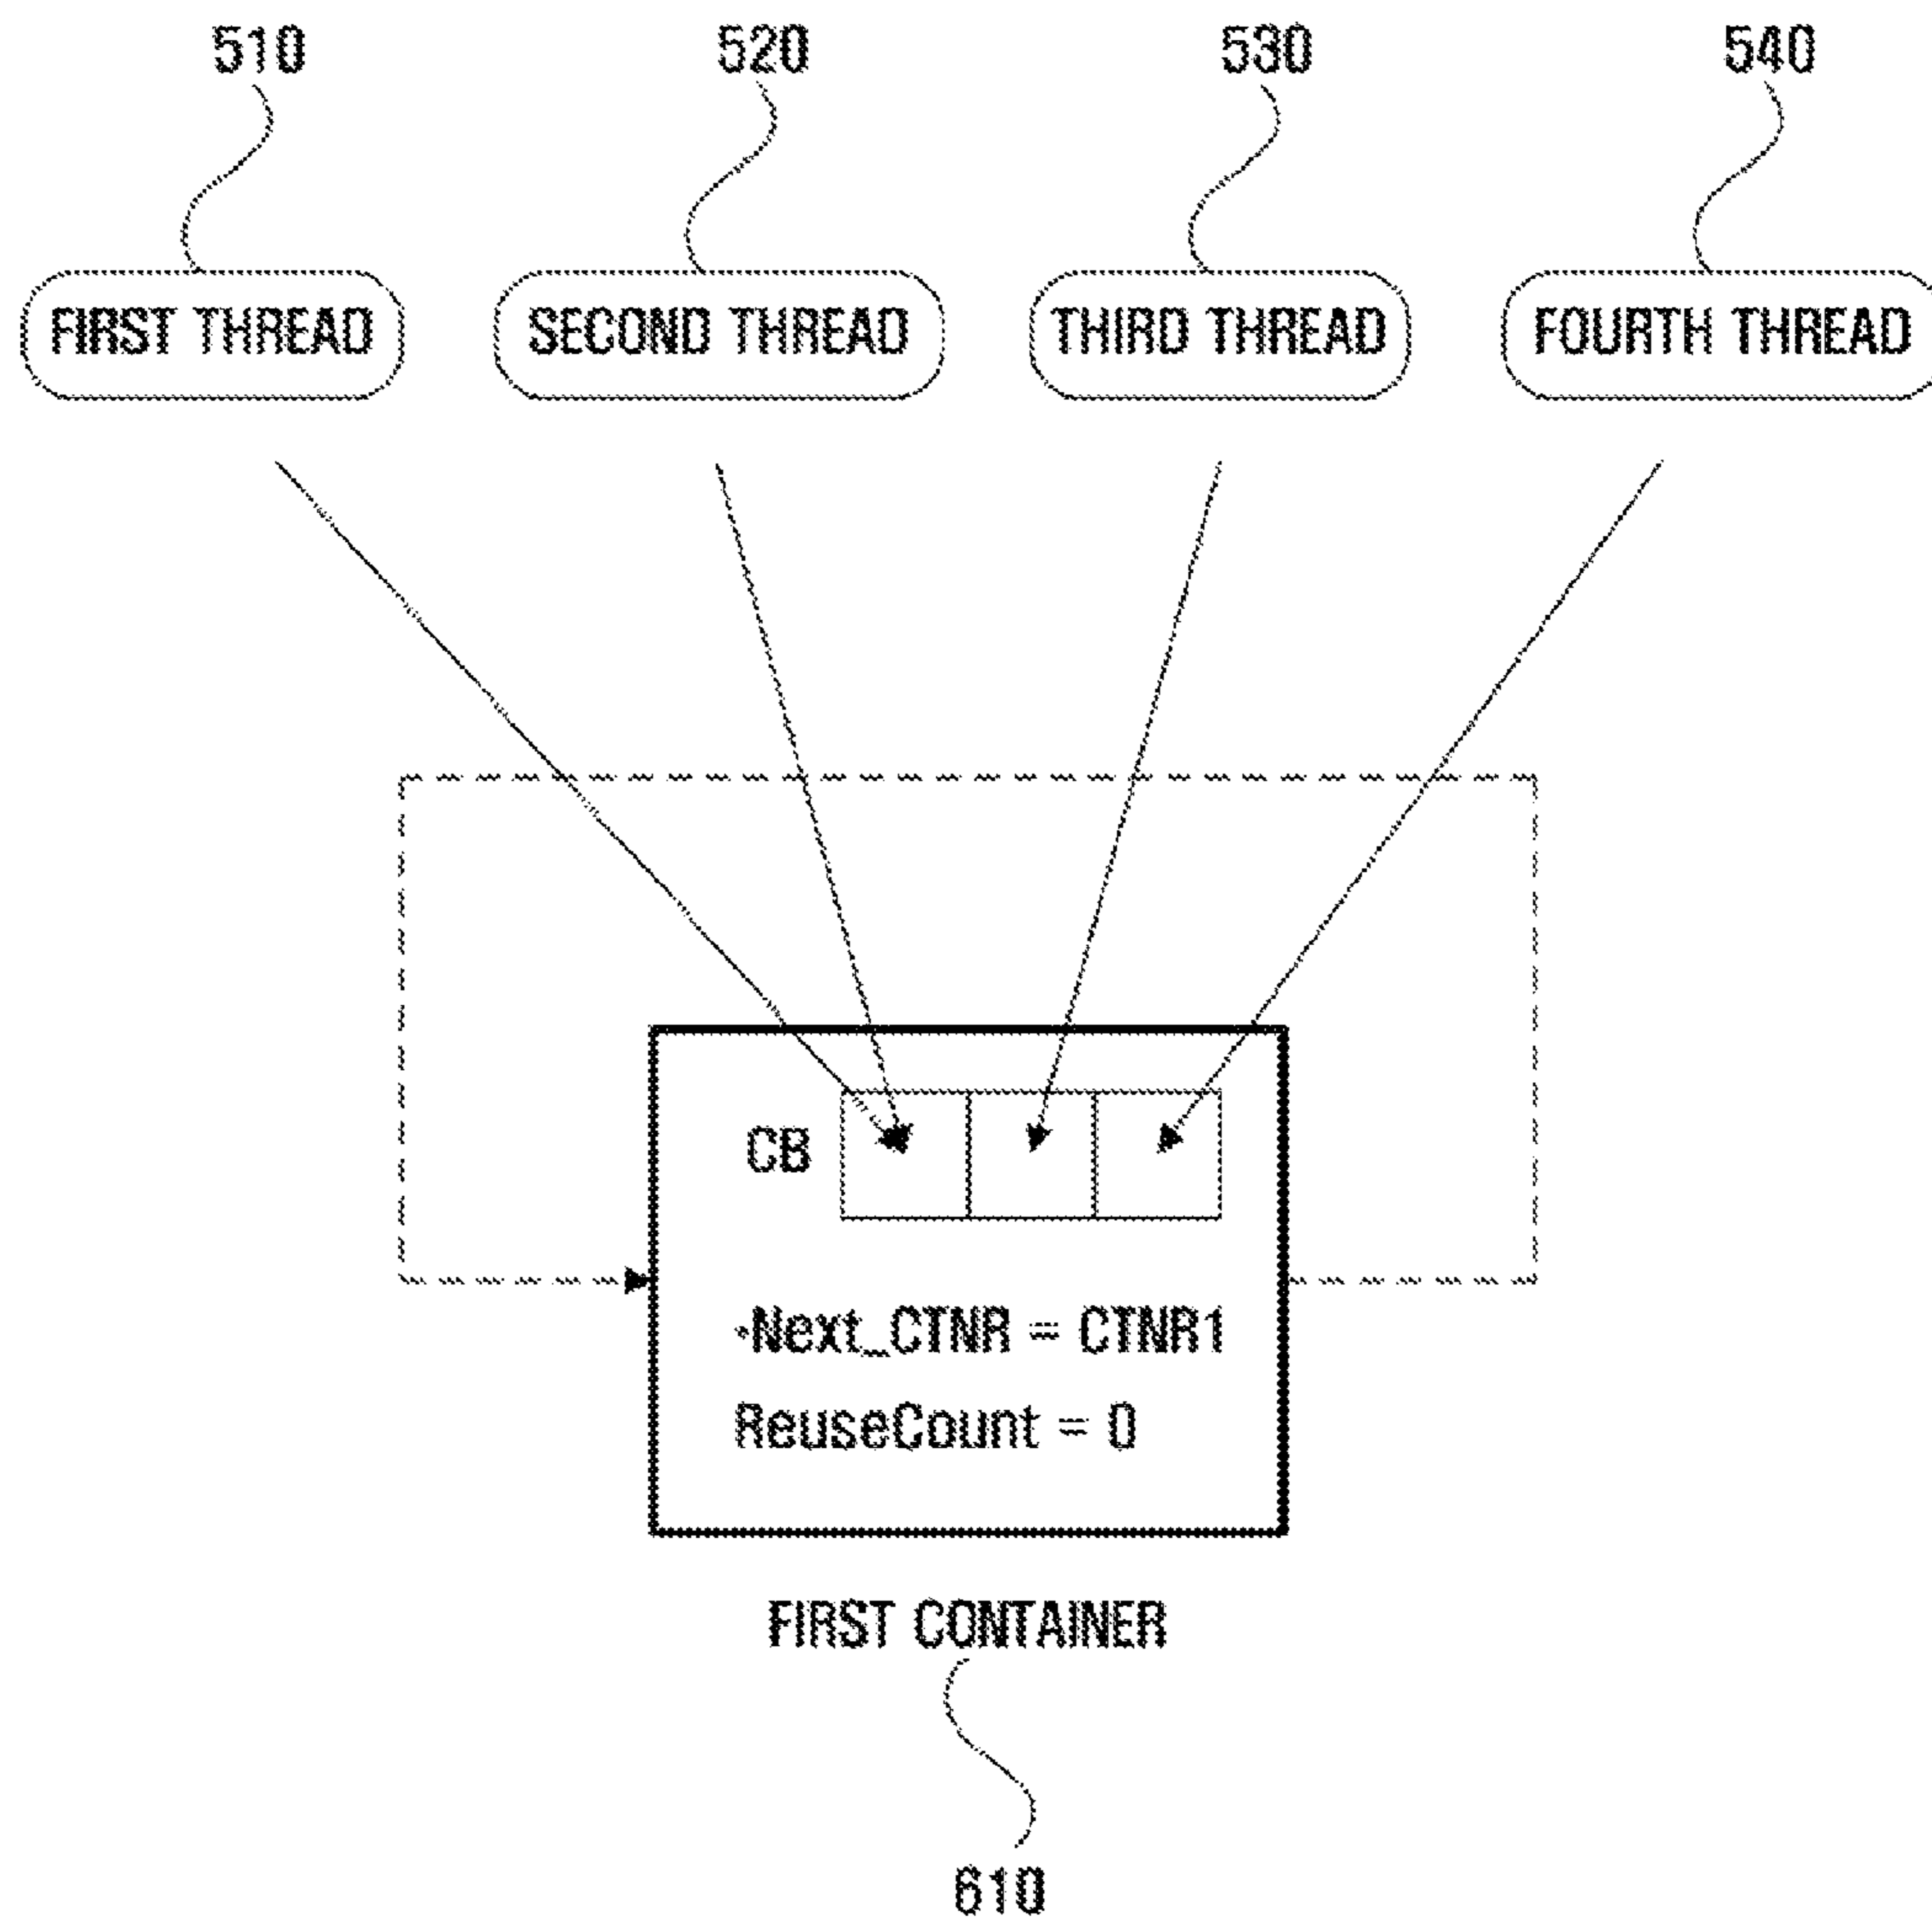 510 520 530 540
FIRST THREAD SECOND THREAD THIRD THREAD FOURTH THREAD
CB
*Next_CTNR = CTNR1
ReuseCount = 0
FIRST CONTAINER
610